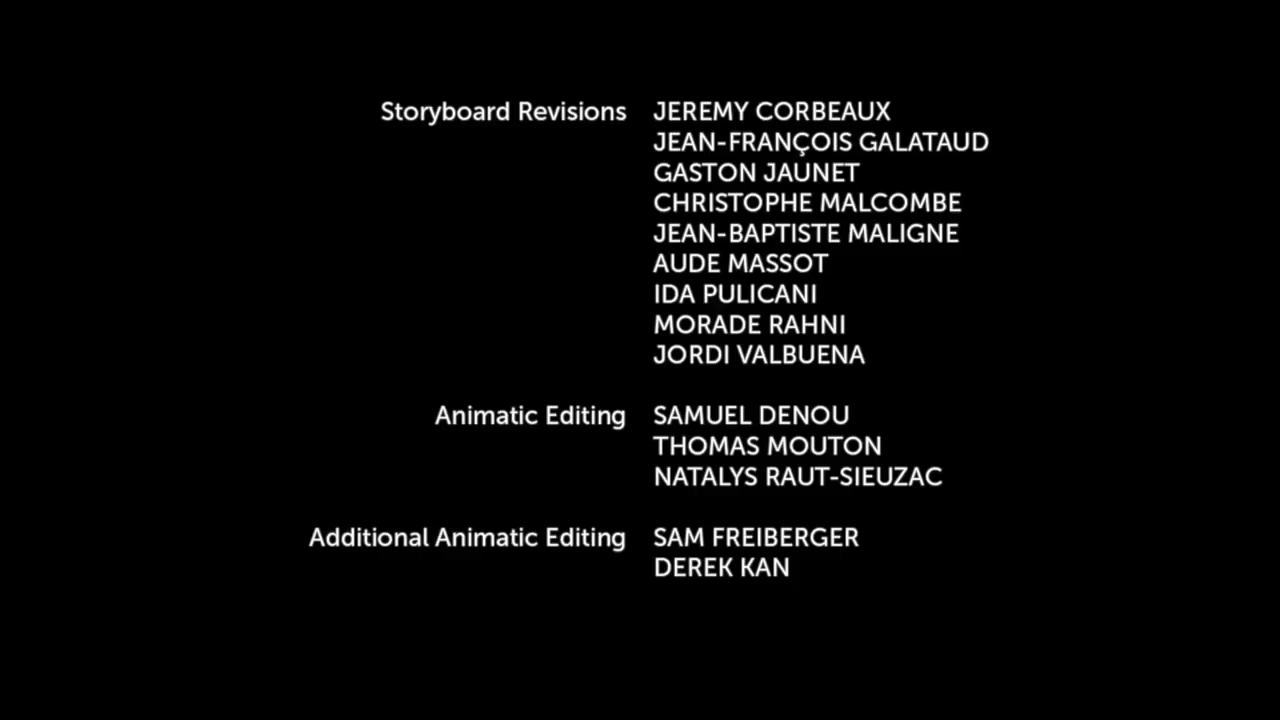 Storyboard Revisions JEREMY CORBEAUX
JEAN-FRANÇOIS GALATAUD
GASTON JAUNET
CHRISTOPHE MALCOMBE
JEAN-BAPTISTE MALIGNE
AUDE MASSOT
IDA PULICANI
MORADE RAHNI
JORDI VALBUENA
Animatic Editing SAMUEL DENOU
THOMAS MOUTON
NATALYS RAUT-SIEUZAC
Additional Animatic Editing SAM FREIBERGER
DEREK KAN